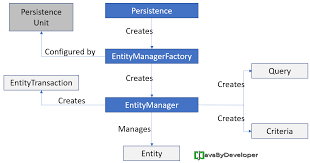 Persistence
Unit
Persistence
Creates
Configured by
EntityManagerFactory
Creates
Query
Creates
EntityTransaction
Creates
EntityManager
Manages
Creates
Criteria
Entity
JavaByDeveloper